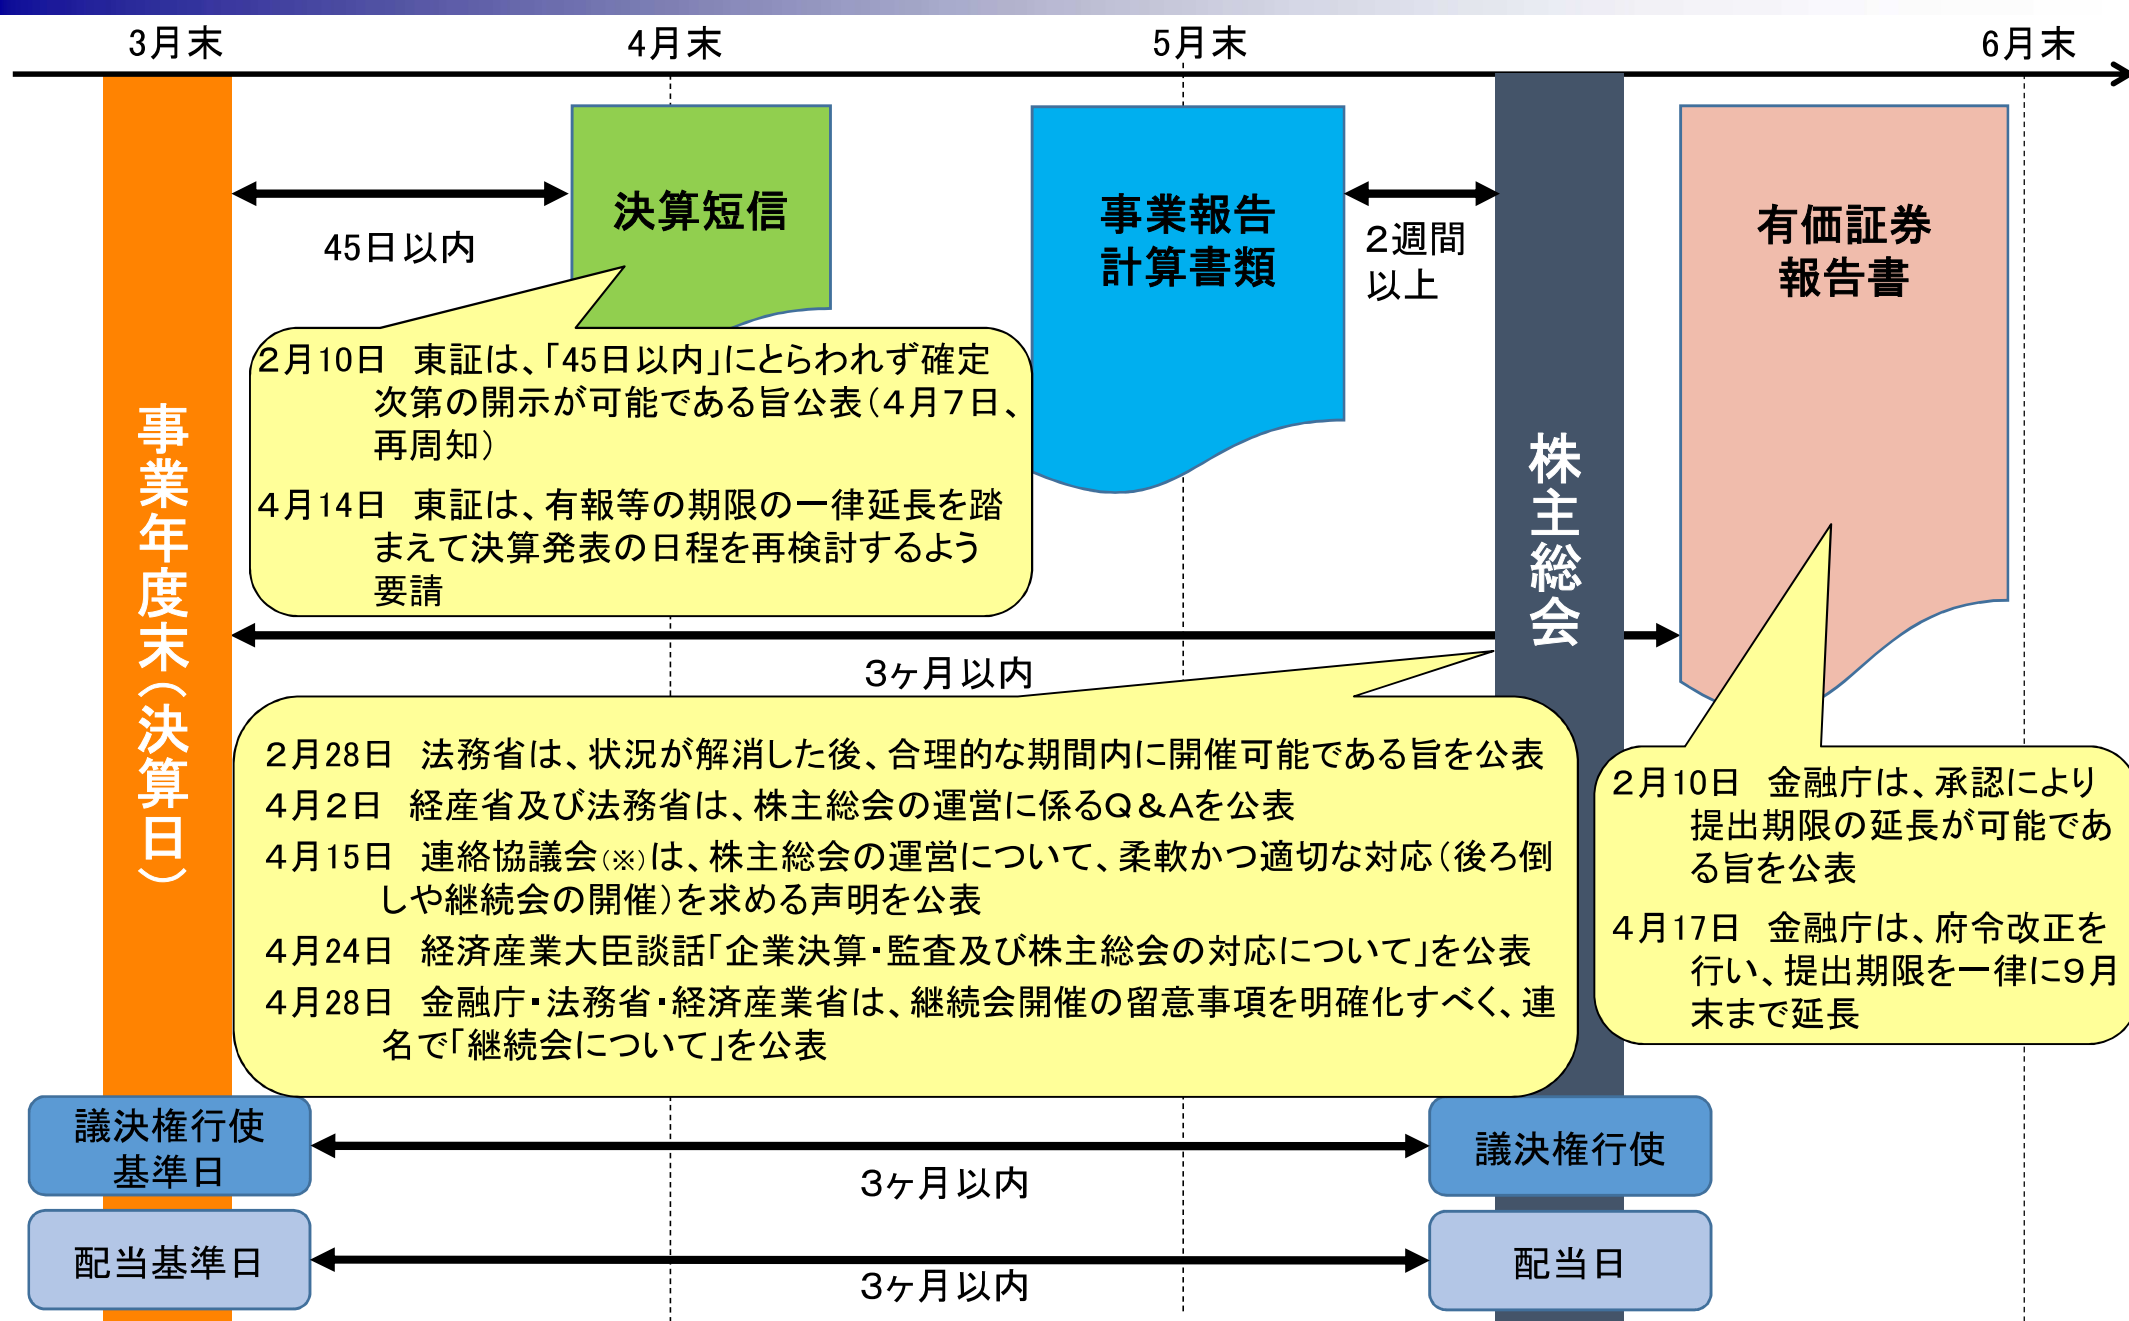 3月末
4月末
5月末
6月末
事業年度末(決算日)
45日以内
決算短信
事業報告
計算書類
2週間
以上
株主総会
有価証券
報告書
2月10日　東証は、「45日以内」にとらわれず確定
次第の開示が可能である旨公表(4月7日、
再周知)
4月14日　東証は、有報等の期限の一律延長を踏
まえて決算発表の日程を再検討するよう
要請
3ヶ月以内
2月28日　法務省は、状況が解消した後、合理的な期間内に開催可能である旨を公表
4月2日　経産省及び法務省は、株主総会の運営に係るQ&Aを公表
4月15日　連絡協議会(※)は、株主総会の運営について、柔軟かつ適切な対応(後ろ倒
しや継続会の開催)を求める声明を公表
4月24日　経済産業大臣談話「企業決算・監査及び株主総会の対応について」を公表
4月28日　金融庁・法務省・経済産業省は、継続会開催の留意事項を明確化すべく、連
名で「継続会について」を公表
2月10日　金融庁は、承認により
提出期限の延長が可能であ
る旨を公表
4月17日　金融庁は、府令改正を
行い、提出期限を一律に9月
末まで延長
議決権行使
基準日
3ヶ月以内
議決権行使
配当基準日
3ヶ月以内
配当日